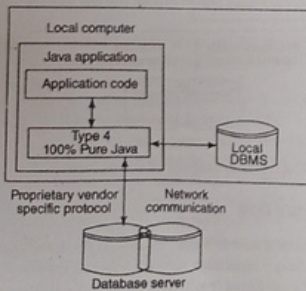 Local computer
Java application
Application code
Type 4
100% Pure Java
Local
DBMS
Proprietary vendor
specific protocol
Network
communication
Database server